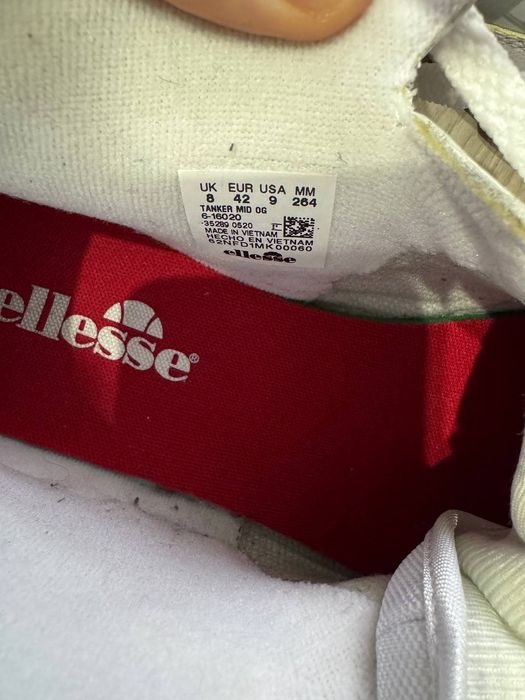 UK EUR USA MM
8 42 9 264
TANKER MID OG
6-16020
35289 0520
MADE IN VIETNAM
HECHO EN VIETNAM
62NFD1MK00060
ellesse
ellesse®